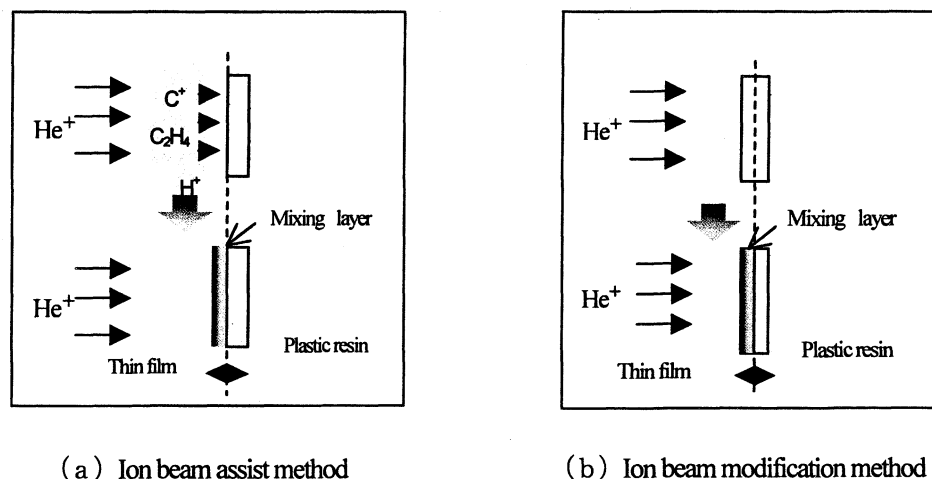 He⁺
C⁺
C₂H₄
H⁺
Mixing layer
He⁺
Plastic resin
Thin film
(a) Ion beam assist method
He⁺
Mixing layer
He⁺
Plastic resin
Thin film
(b) Ion beam modification method